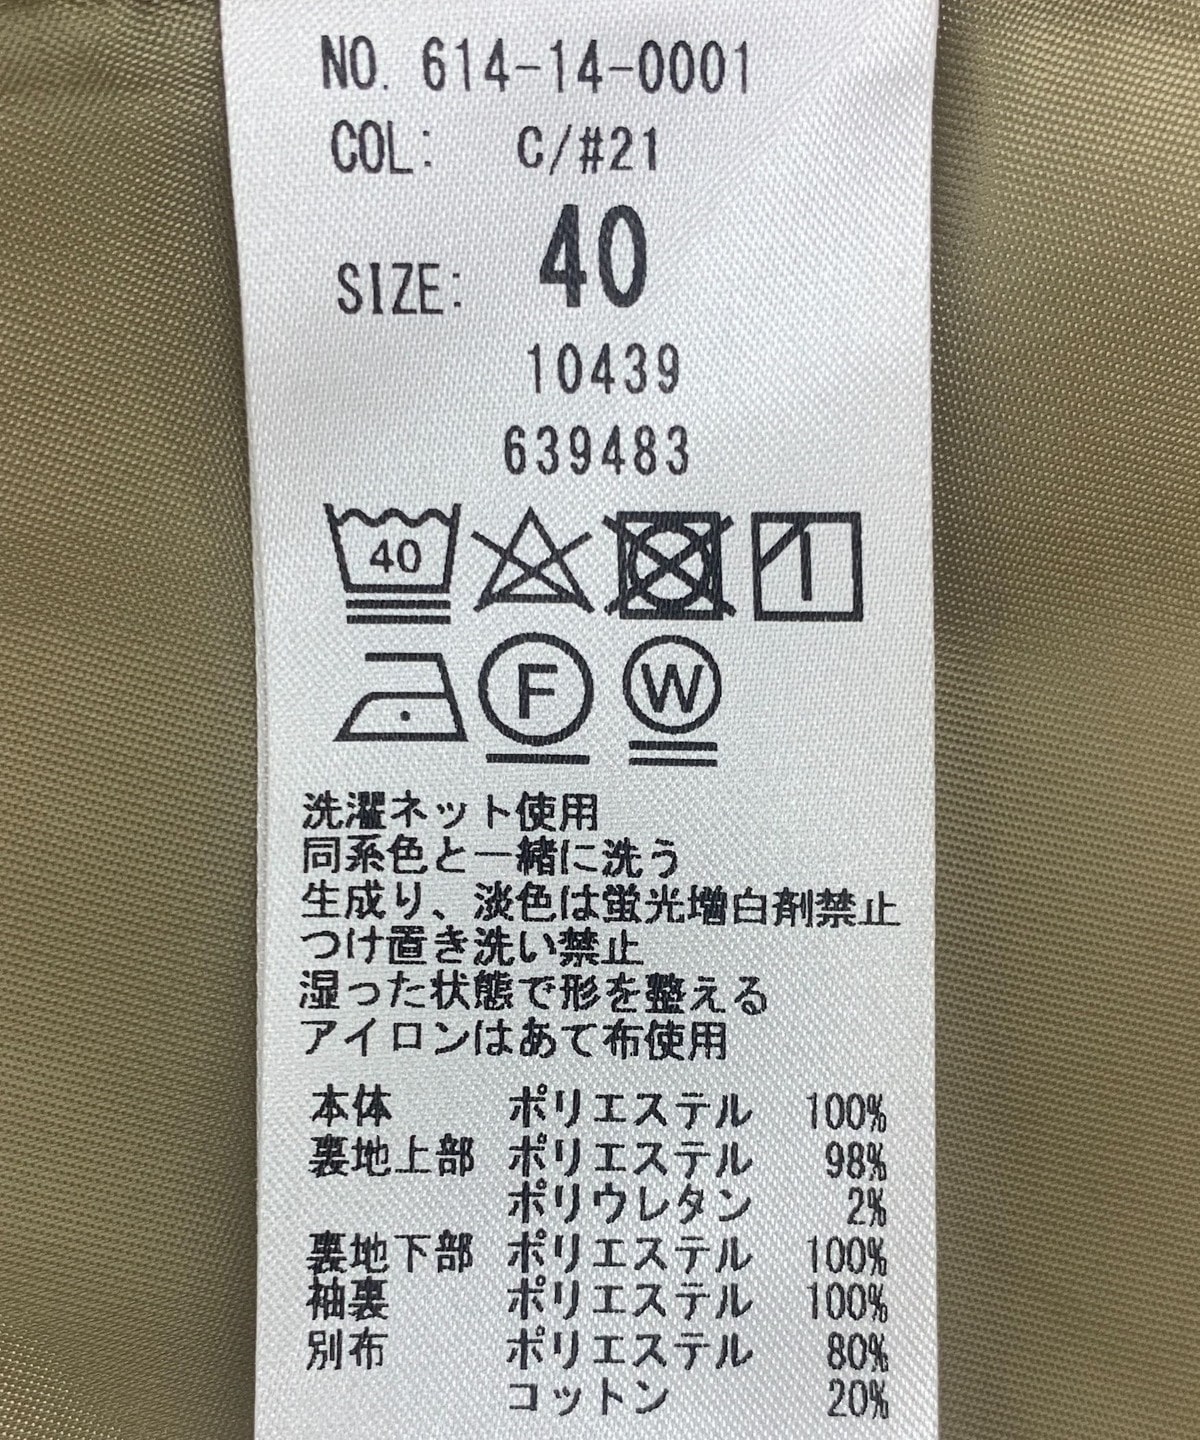 NO. 614-14-0001
COL: C/#21
SIZE: 40
10439
639483
40
F W
洗濯ネット使用
同系色と一緒に洗う
生成り、淡色は蛍光増白剤禁止
つけ置き洗い禁止
湿った状態で形を整える
アイロンはあて布使用
本体 ポリエステル 100%
裏地上部 ポリエステル 98%
ポリウレタン 2%
裏地下部 ポリエステル 100%
袖裏 ポリエステル 100%
別布 ポリエステル 80%
コットン 20%